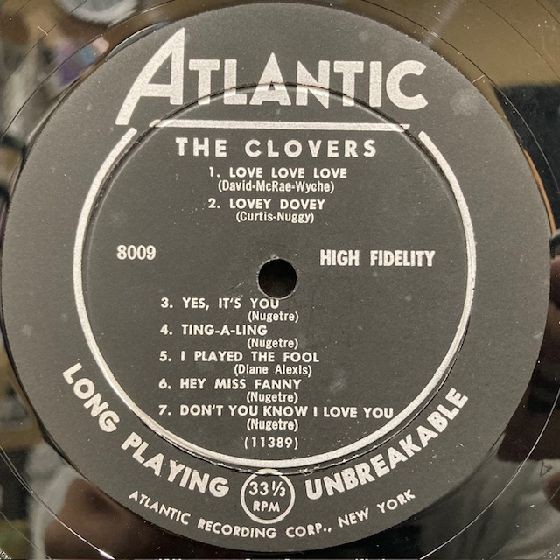 ATLANTIC
THE CLOVERS
1. LOVE LOVE LOVE
(David-McRae-Wyche)
2. LOVEY DOVEY
(Curtis-Nuggy)
8009
HIGH FIDELITY
3. YES, IT'S YOU
(Nugetre)
4. TING-A-LING
(Nugetre)
5. I PLAYED THE FOOL
(Diane Alexis)
6. HEY MISS FANNY
(Nugetre)
7. DON'T YOU KNOW I LOVE YOU
(Nugetre)
(11389)
LONG PLAYING
33⅓
RPM
UNBREAKABLE
ATLANTIC RECORDING CORP., NEW YORK